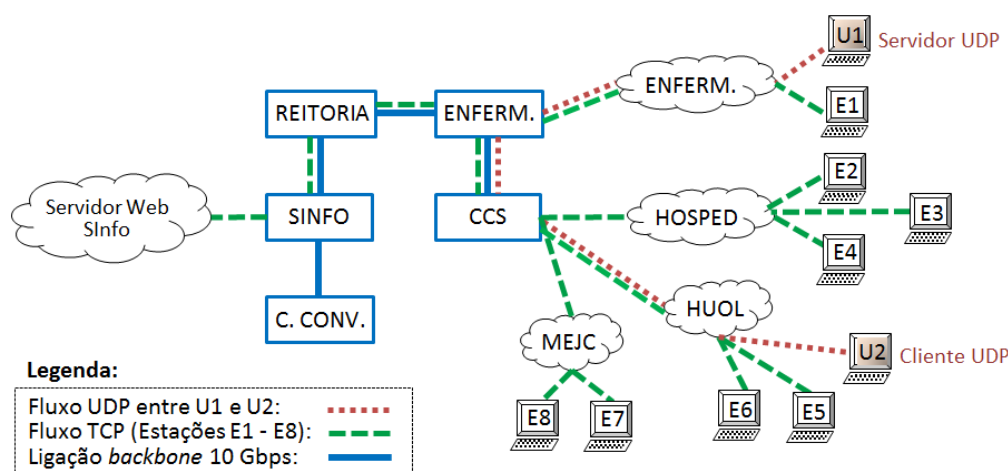 U1
Servidor UDP
ENFERM.
E1
REITORIA
ENFERM.
E2
Servidor Web
SInfo
SINFO
CCS
HOSPED
E3
E4
HUOL
C. CONV.
MEJC
U2
Cliente UDP
E8
E7
E6
E5
Legenda:
Fluxo UDP entre U1 e U2:
Fluxo TCP (Estações E1 - E8):
Ligação backbone 10 Gbps: